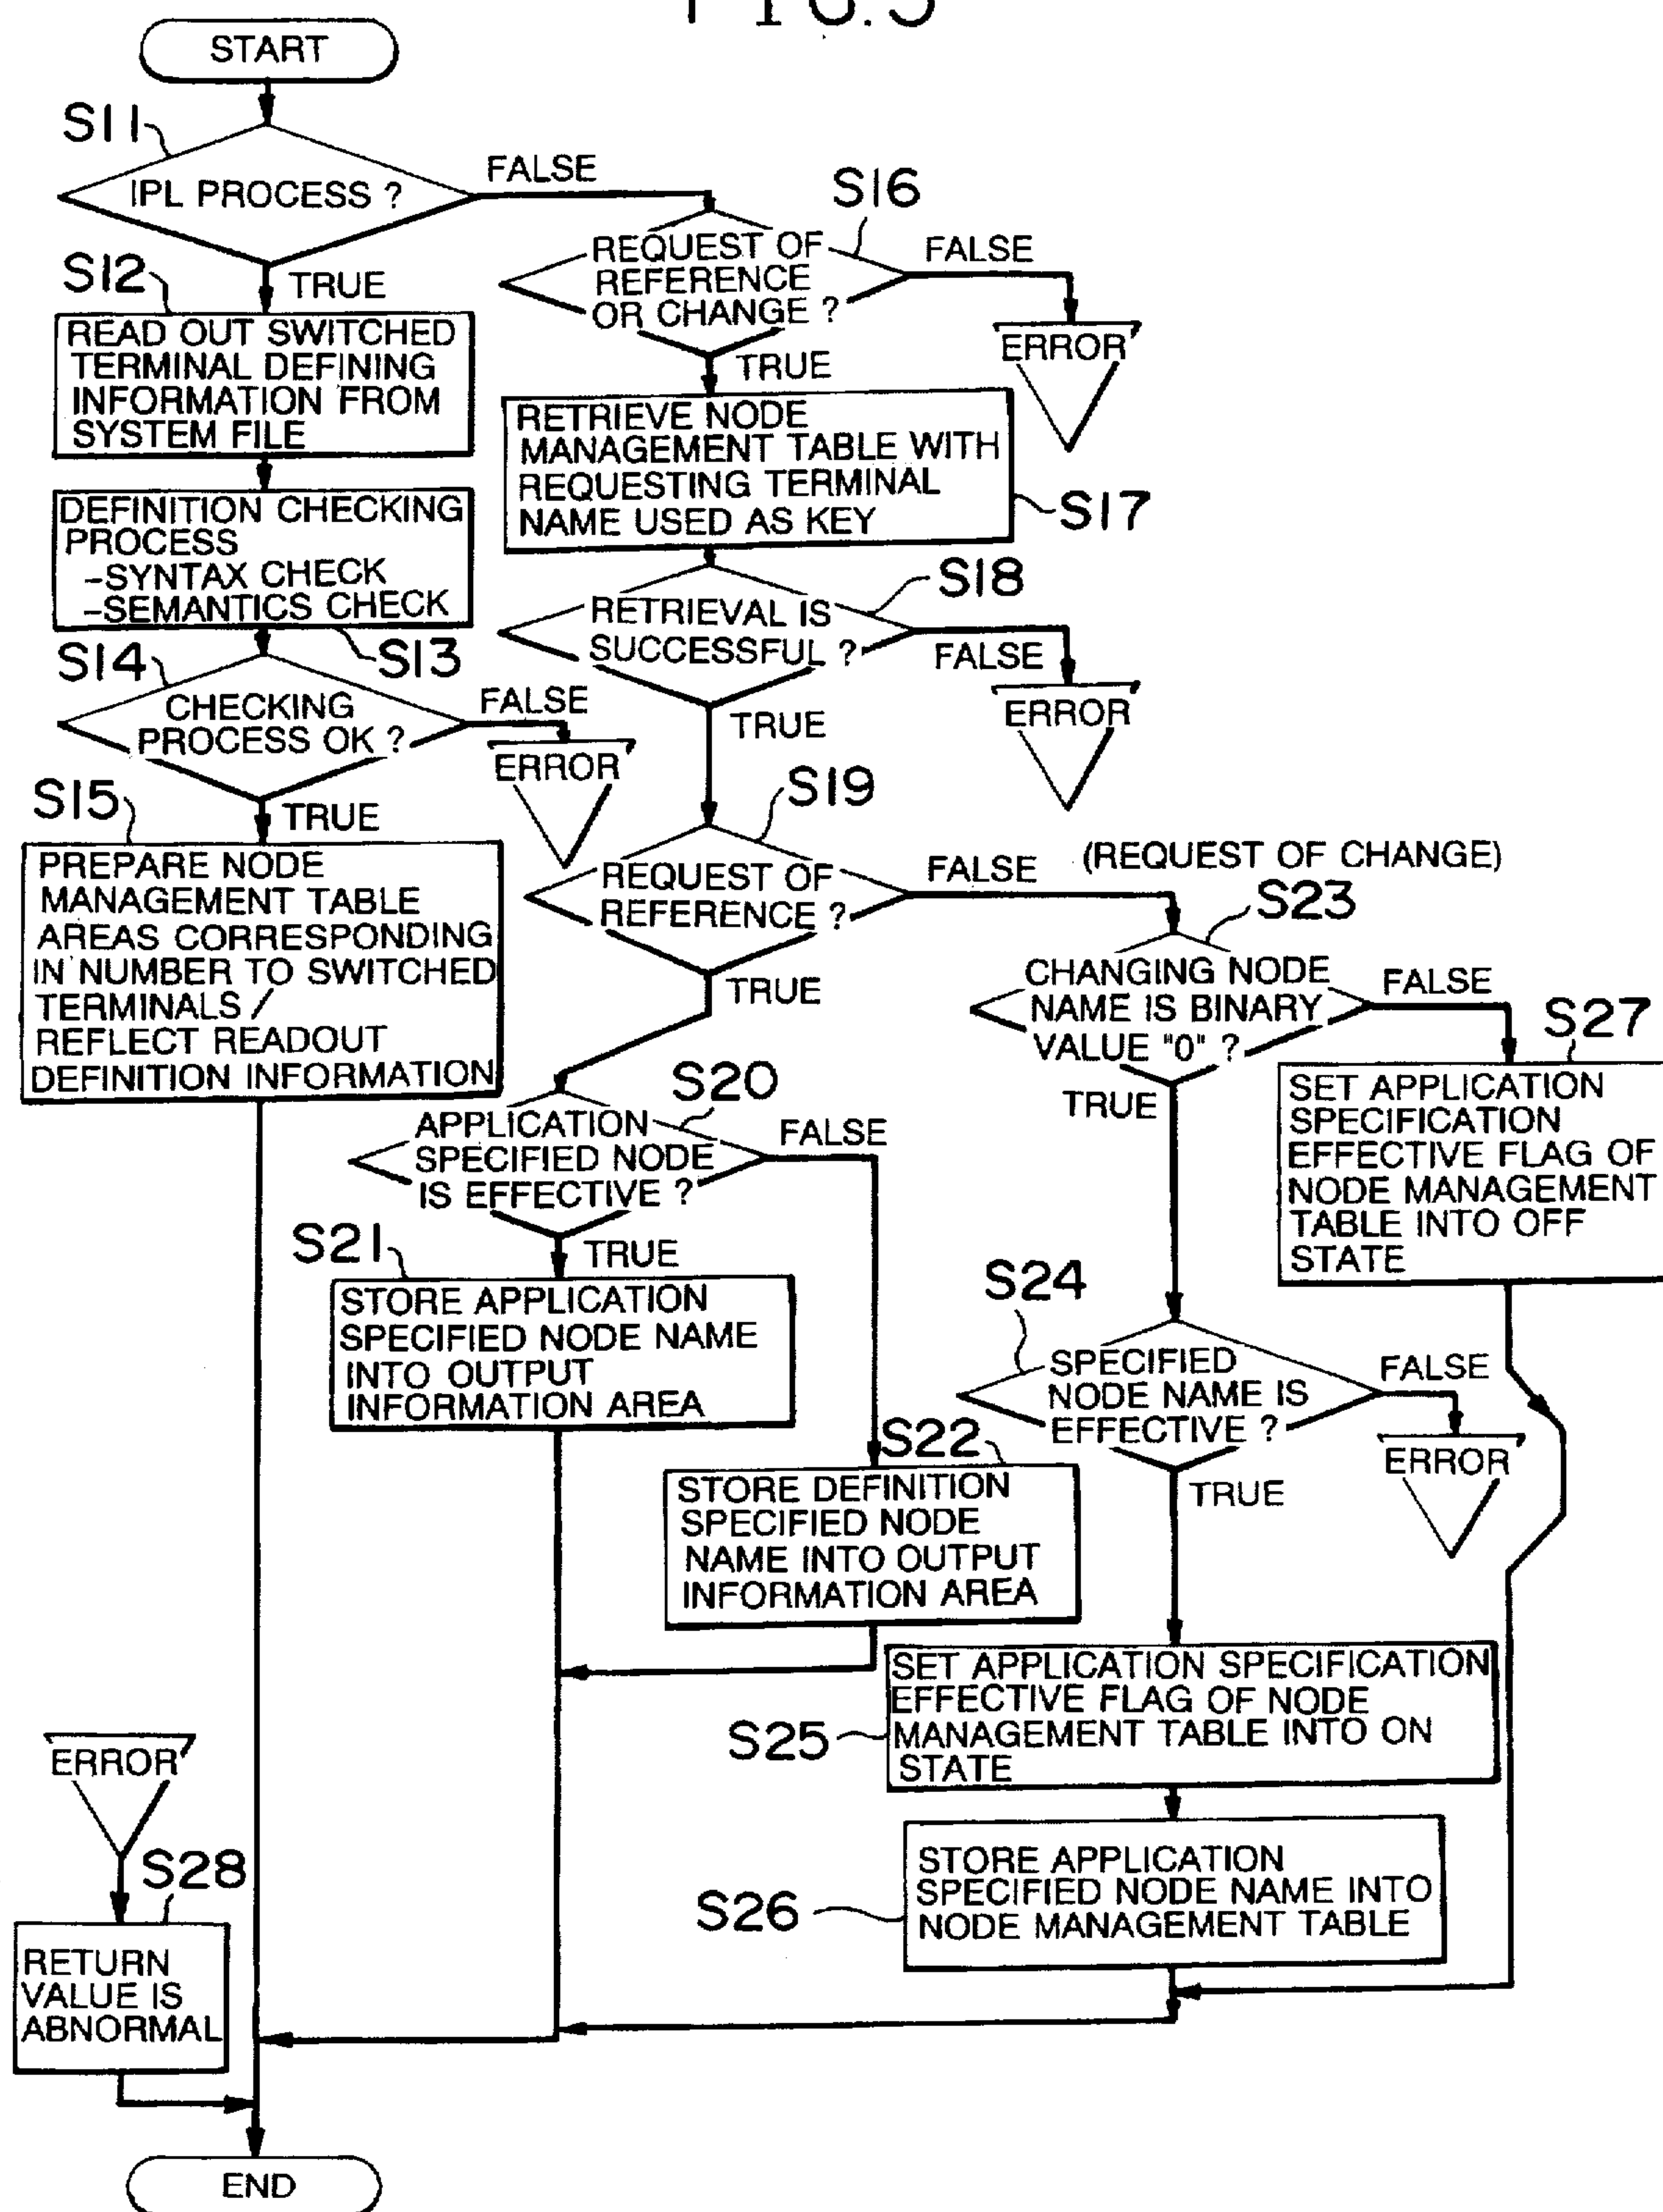 FIG. 5
START
S11
IPL PROCESS ?
FALSE
TRUE
S12
READ OUT SWITCHED
TERMINAL DEFINING
INFORMATION FROM
SYSTEM FILE
DEFINITION CHECKING
PROCESS
-SYNTAX CHECK
-SEMANTICS CHECK
S13
S14
CHECKING
PROCESS OK ?
FALSE
ERROR
TRUE
S15
PREPARE NODE
MANAGEMENT TABLE
AREAS CORRESPONDING
IN NUMBER TO SWITCHED
TERMINALS /
REFLECT READOUT
DEFINITION INFORMATION
S16
REQUEST OF
REFERENCE
OR CHANGE ?
FALSE
ERROR
TRUE
RETRIEVE NODE
MANAGEMENT TABLE WITH
REQUESTING TERMINAL
NAME USED AS KEY
S17
S18
RETRIEVAL IS
SUCCESSFUL ?
FALSE
ERROR
TRUE
S19
REQUEST OF
REFERENCE ?
FALSE
(REQUEST OF CHANGE)
TRUE
S20
APPLICATION
SPECIFIED NODE
IS EFFECTIVE ?
FALSE
TRUE
S21
STORE APPLICATION
SPECIFIED NODE NAME
INTO OUTPUT
INFORMATION AREA
S22
STORE DEFINITION
SPECIFIED NODE
NAME INTO OUTPUT
INFORMATION AREA
S23
CHANGING NODE
NAME IS BINARY
VALUE "0" ?
FALSE
TRUE
S27
SET APPLICATION
SPECIFICATION
EFFECTIVE FLAG OF
NODE MANAGEMENT
TABLE INTO OFF
STATE
S24
SPECIFIED
NODE NAME IS
EFFECTIVE ?
FALSE
ERROR
TRUE
SET APPLICATION SPECIFICATION
EFFECTIVE FLAG OF NODE
MANAGEMENT TABLE INTO ON
STATE
S25
STORE APPLICATION
SPECIFIED NODE NAME INTO
NODE MANAGEMENT TABLE
S26
ERROR
S28
RETURN
VALUE IS
ABNORMAL
END